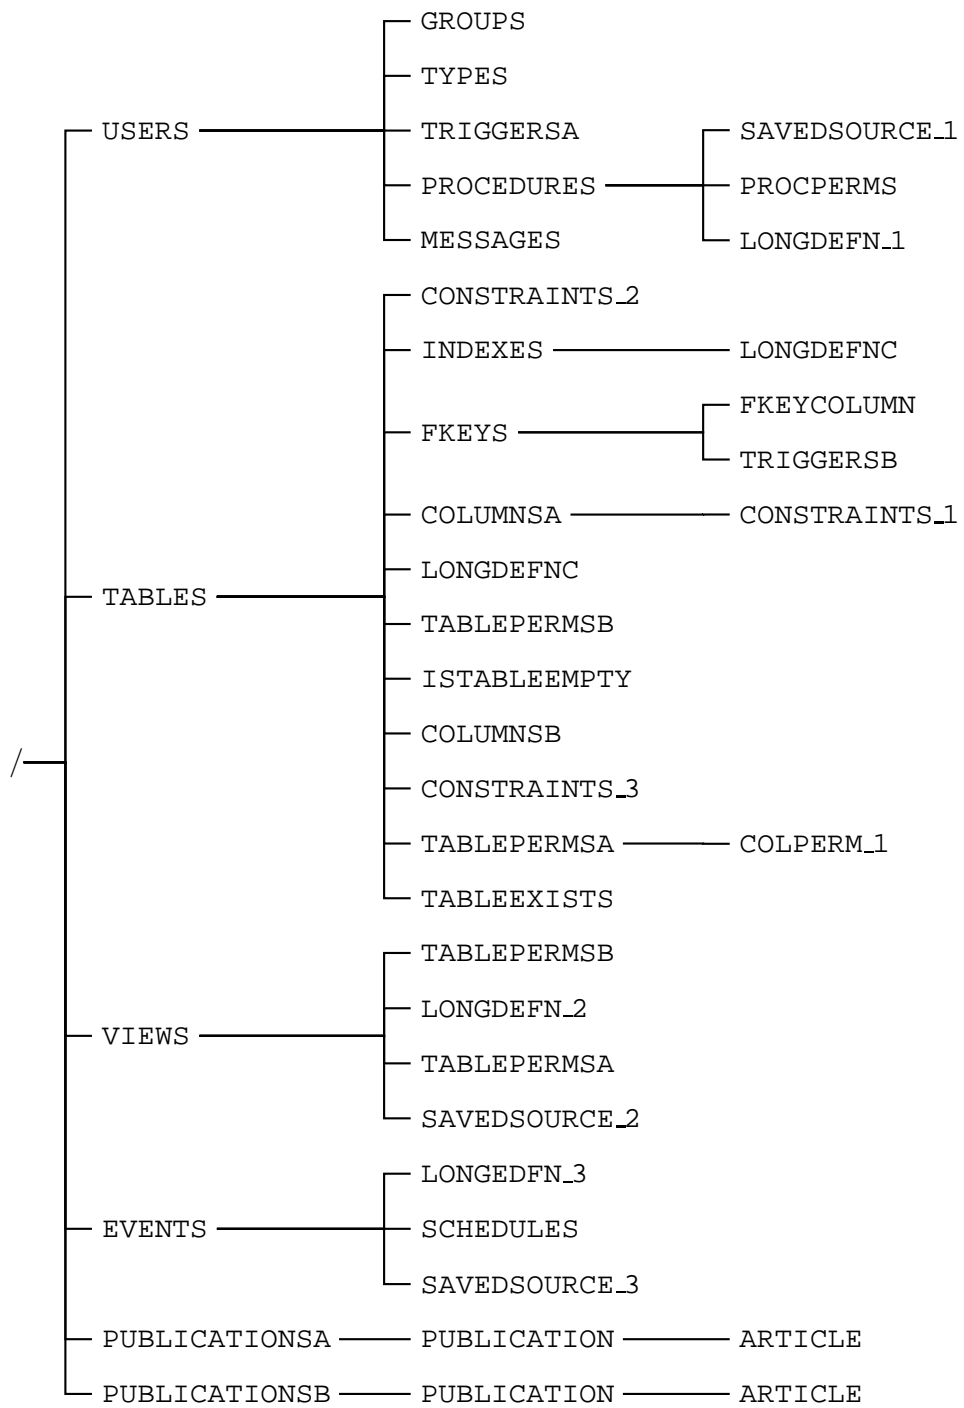 GROUPS
TYPES
USERS TRIGGERSA SAVEDSOURCE_1
PROCEDURES PROCPERMS
MESSAGES LONGDEFN_1
CONSTRAINTS_2
INDEXES LONGDEFNC
FKEYCOLUMN
FKEYS
TRIGGERSB
COLUMNSA CONSTRAINTS_1
LONGDEFNC
TABLES
TABLEPERMSB
ISTABLEEMPTY
COLUMNSB
/
CONSTRAINTS_3
TABLEPERMSA COLPERM_1
TABLEEXISTS
TABLEPERMSB
LONGDEFN_2
VIEWS
TABLEPERMSA
SAVEDSOURCE_2
LONGEDFN_3
EVENTS SCHEDULES
SAVEDSOURCE_3
PUBLICATIONSA PUBLICATION ARTICLE
PUBLICATIONSB PUBLICATION ARTICLE